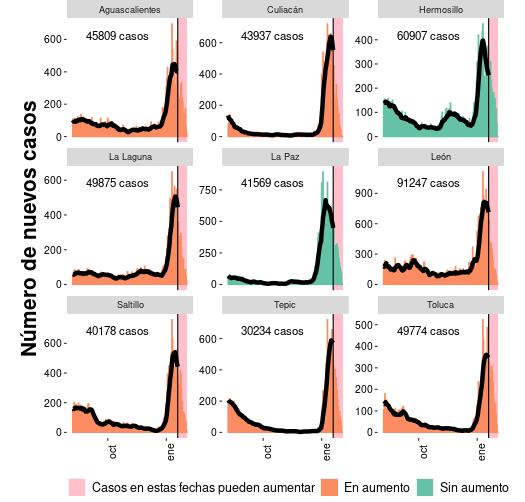 Número de nuevos casos
Aguascalientes
45809 casos
600
400
200
0
Culiacán
43937 casos
600
400
200
0
Hermosillo
60907 casos
400
300
200
100
0
La Laguna
49875 casos
600
400
200
0
La Paz
41569 casos
750
500
250
0
León
91247 casos
900
600
300
0
Saltillo
40178 casos
600
400
200
0
oct
ene
Tepic
30234 casos
600
400
200
0
oct
ene
Toluca
49774 casos
500
400
300
200
100
0
oct
ene
Casos en estas fechas pueden aumentar
En aumento
Sin aumento